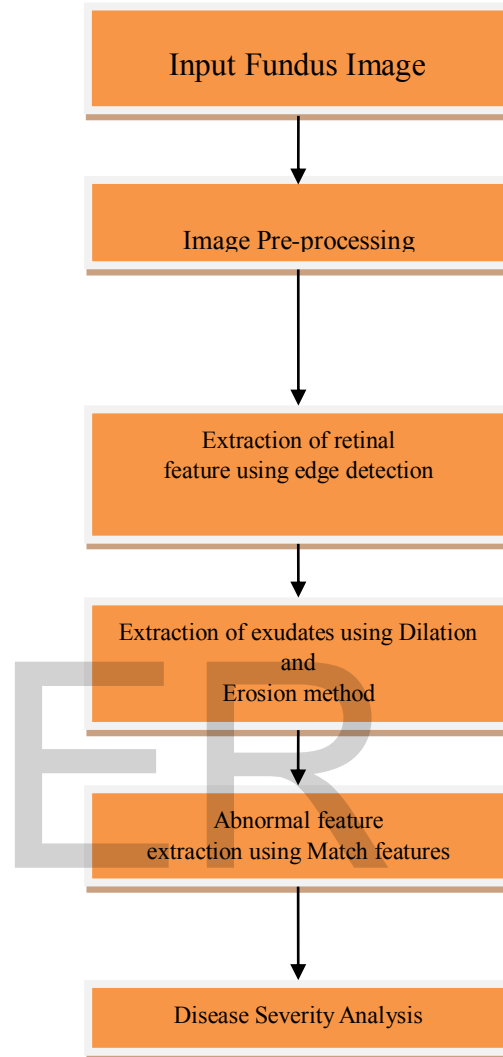 Input Fundus Image
Image Pre-processing
Extraction of retinal
feature using edge detection
Extraction of exudates using Dilation
and
Erosion method
ER
Abnormal feature
extraction using Match features
Disease Severity Analysis